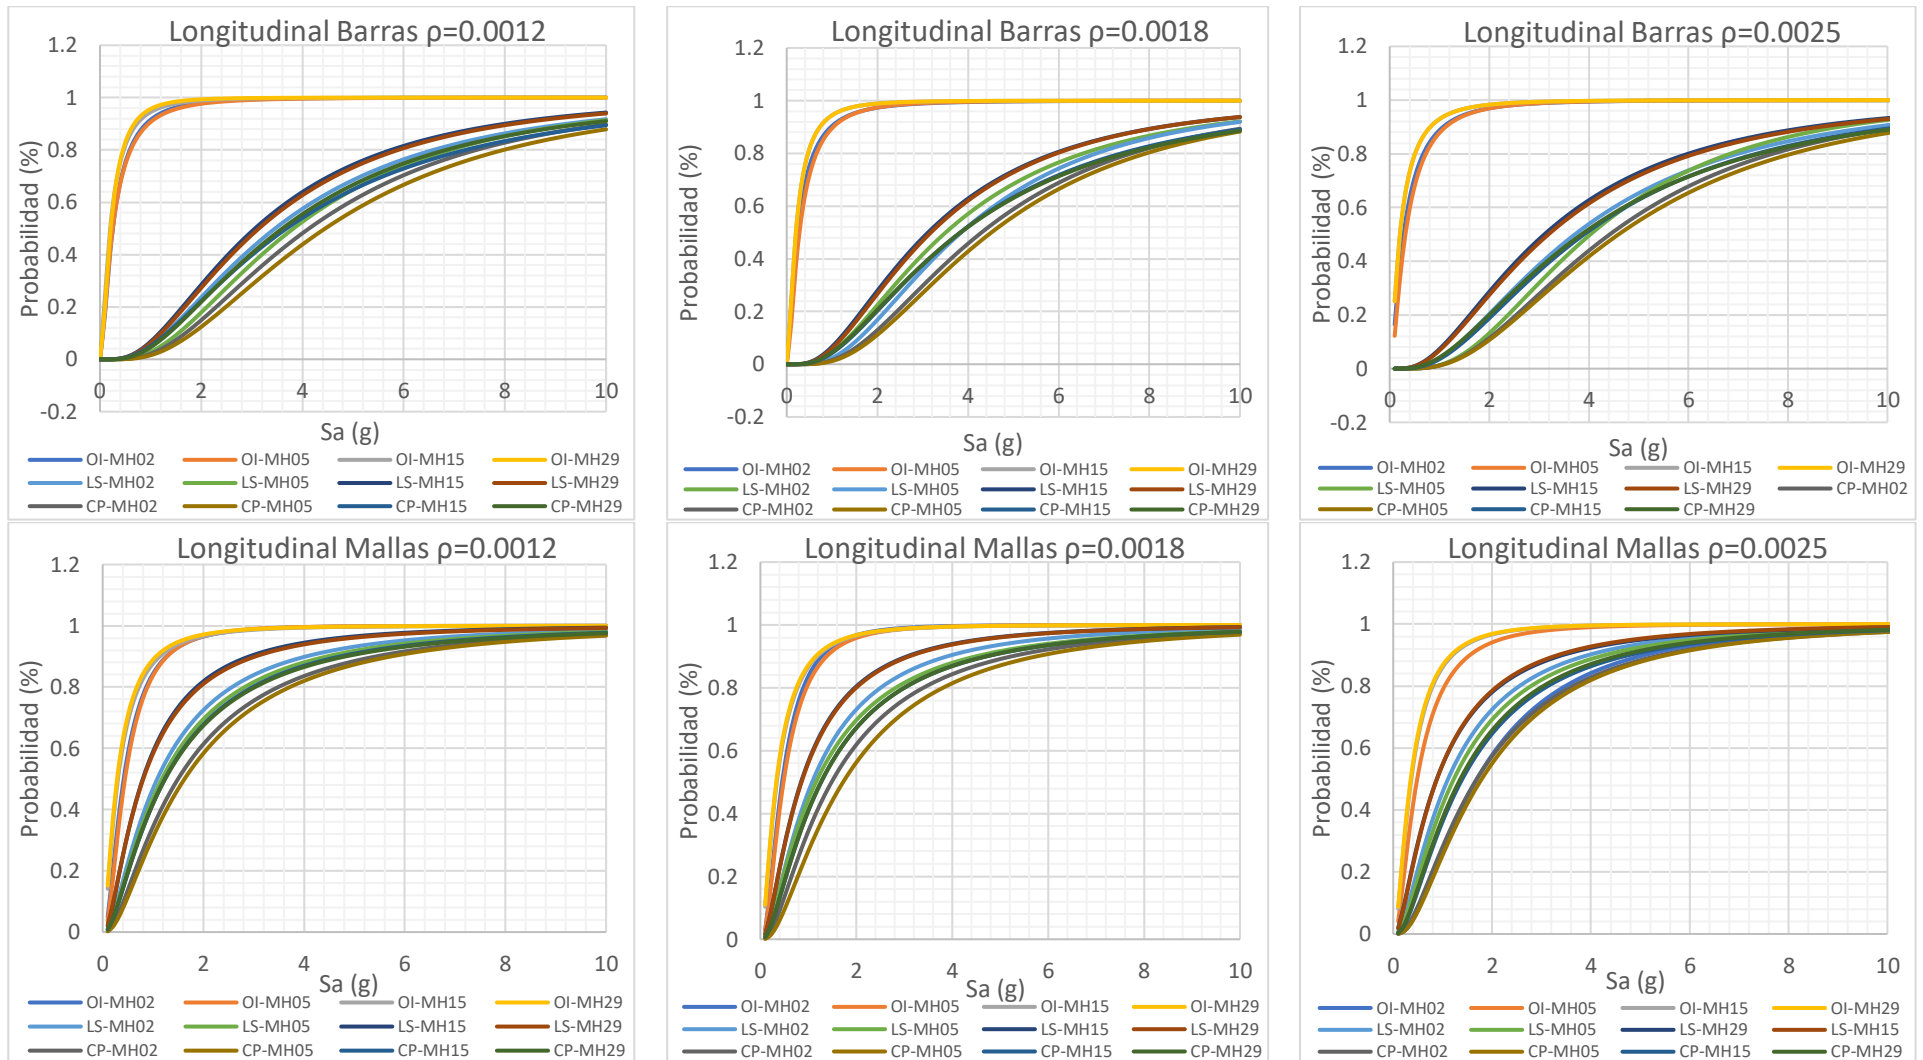 Longitudinal Barras ρ=0.0012
1.2
1
0.8
0.6
0.4
0.2
0
-0.2
0 2 4 6 8 10
Probabilidad (%)
Sa (g)
OI-MH02 OI-MH05 OI-MH15 OI-MH29
LS-MH02 LS-MH05 LS-MH15 LS-MH29
CP-MH02 CP-MH05 CP-MH15 CP-MH29
Longitudinal Barras ρ=0.0018
1.2
1
0.8
0.6
0.4
0.2
0
-0.2
0 2 4 6 8 10
Probabilidad (%)
Sa (g)
OI-MH02 OI-MH05 OI-MH15 OI-MH29
LS-MH02 LS-MH05 LS-MH15 LS-MH29
CP-MH02 CP-MH05 CP-MH15 CP-MH29
Longitudinal Barras ρ=0.0025
1.2
1
0.8
0.6
0.4
0.2
0
-0.2
0 2 4 6 8 10
Probabilidad (%)
Sa (g)
OI-MH02 OI-MH05 OI-MH15 OI-MH29
LS-MH05 LS-MH15 LS-MH29 CP-MH02
CP-MH05 CP-MH15 CP-MH29
Longitudinal Mallas ρ=0.0012
1.2
1
0.8
0.6
0.4
0.2
0
0 2 4 6 8 10
Probabilidad (%)
Sa (g)
OI-MH02 OI-MH05 OI-MH15 OI-MH29
LS-MH02 LS-MH05 LS-MH15 LS-MH29
CP-MH02 CP-MH05 CP-MH15 CP-MH29
Longitudinal Mallas ρ=0.0018
1.2
1
0.8
0.6
0.4
0.2
0
0 2 4 6 8 10
Probabilidad (%)
Sa (g)
OI-MH02 OI-MH05 OI-MH15 OI-MH29
LS-MH02 LS-MH05 LS-MH15 LS-MH29
CP-MH02 CP-MH05 CP-MH15 CP-MH29
Longitudinal Mallas ρ=0.0025
1.2
1
0.8
0.6
0.4
0.2
0
0 2 4 6 8 10
Probabilidad (%)
Sa (g)
OI-MH02 OI-MH05 OI-MH15 OI-MH29
LS-MH02 LS-MH05 LS-MH29 LS-MH15
CP-MH02 CP-MH05 CP-MH15 CP-MH29